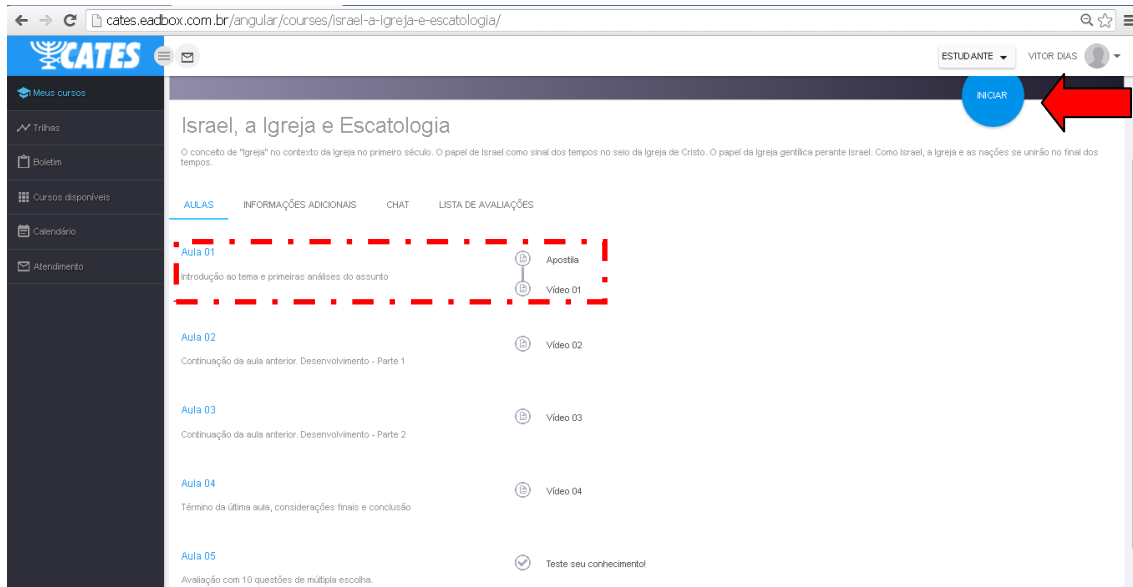 cates.eadbox.com.br/angular/courses/israel-a-igreja-e-escatologia/
CATES
ESTUDANTE
VITOR DIAS
Meus cursos
Trilhas
Boletim
Cursos disponíveis
Calendário
Atendimento
INICIAR
Israel, a Igreja e Escatologia
O conceito de "Igreja" no contexto da Igreja no primeiro século. O papel de Israel como sinal dos tempos no seio da Igreja de Cristo. O papel da Igreja gentílica perante Israel. Como Israel, a Igreja e as nações se unirão no final dos
tempos.
AULAS INFORMAÇÕES ADICIONAIS CHAT LISTA DE AVALIAÇÕES
Aula 01
Introdução ao tema e primeiras análises do assunto
Apostila
Vídeo 01
Aula 02
Continuação da aula anterior. Desenvolvimento - Parte 1
Vídeo 02
Aula 03
Continuação da aula anterior. Desenvolvimento - Parte 2
Vídeo 03
Aula 04
Término da última aula, considerações finais e conclusão
Vídeo 04
Aula 05
Avaliação com 10 questões de múltipla escolha.
Teste seu conhecimento!